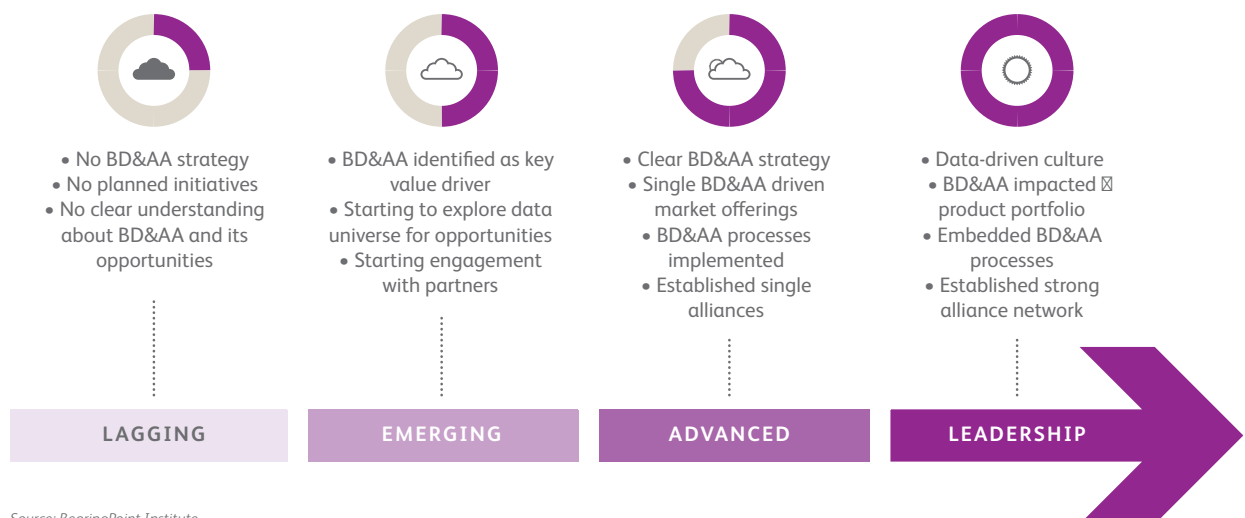 • No BD&AA strategy
• No planned initiatives
• No clear understanding
about BD&AA and its
opportunities
• BD&AA identified as key
value driver
• Starting to explore data
universe for opportunities
• Starting engagement
with partners
• Clear BD&AA strategy
• Single BD&AA driven
market offerings
• BD&AA processes
implemented
• Established single
alliances
• Data-driven culture
• BD&AA impacted
product portfolio
• Embedded BD&AA
processes
• Established strong
alliance network
LAGGING
EMERGING
ADVANCED
LEADERSHIP
Source: BearingPoint Institute